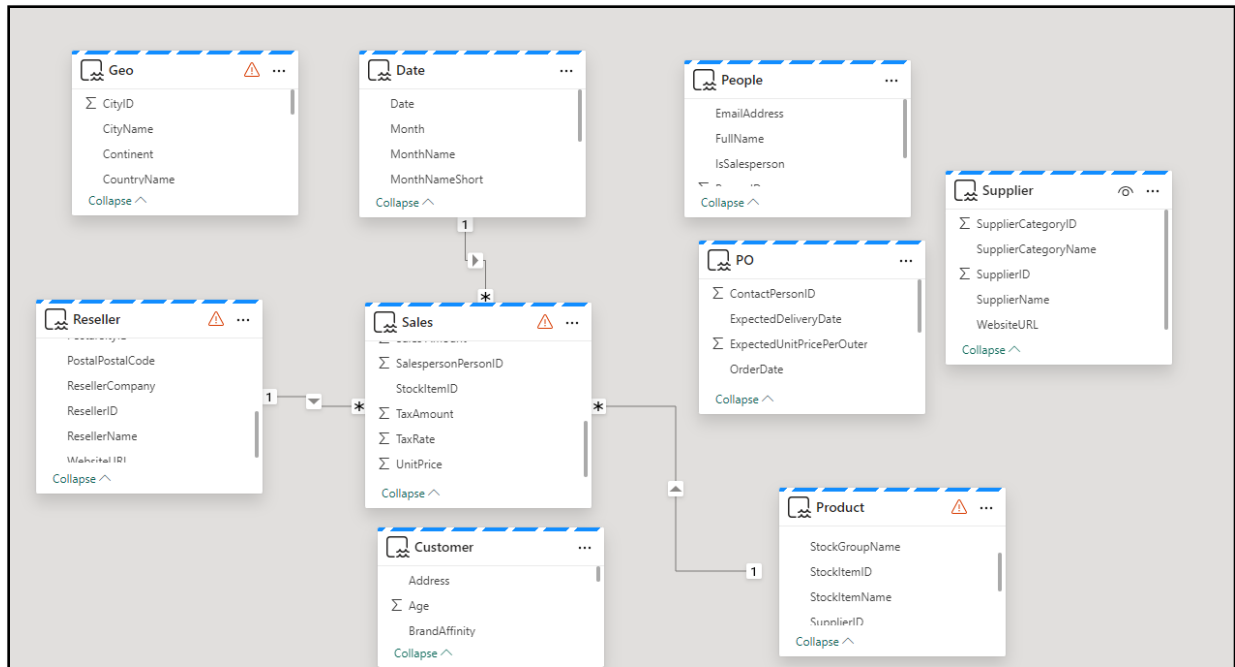 Geo
CityID
CityName
Continent
CountryName
Collapse
Date
Date
Month
MonthName
MonthNameShort
Collapse
People
EmailAddress
FullName
IsSalesperson
Collapse
Supplier
SupplierCategoryID
SupplierCategoryName
SupplierID
SupplierName
WebsiteURL
Collapse
PO
ContactPersonID
ExpectedDeliveryDate
ExpectedUnitPricePerOuter
OrderDate
Collapse
1
*
Reseller
PostalPostalCode
ResellerCompany
ResellerID
ResellerName
WebsiteURL
Collapse
1
*
Sales
SalespersonPersonID
StockItemID
TaxAmount
TaxRate
UnitPrice
Collapse
*
1
Product
StockGroupName
StockItemID
StockItemName
SupplierID
Collapse
Customer
Address
Age
BrandAffinity
Collapse